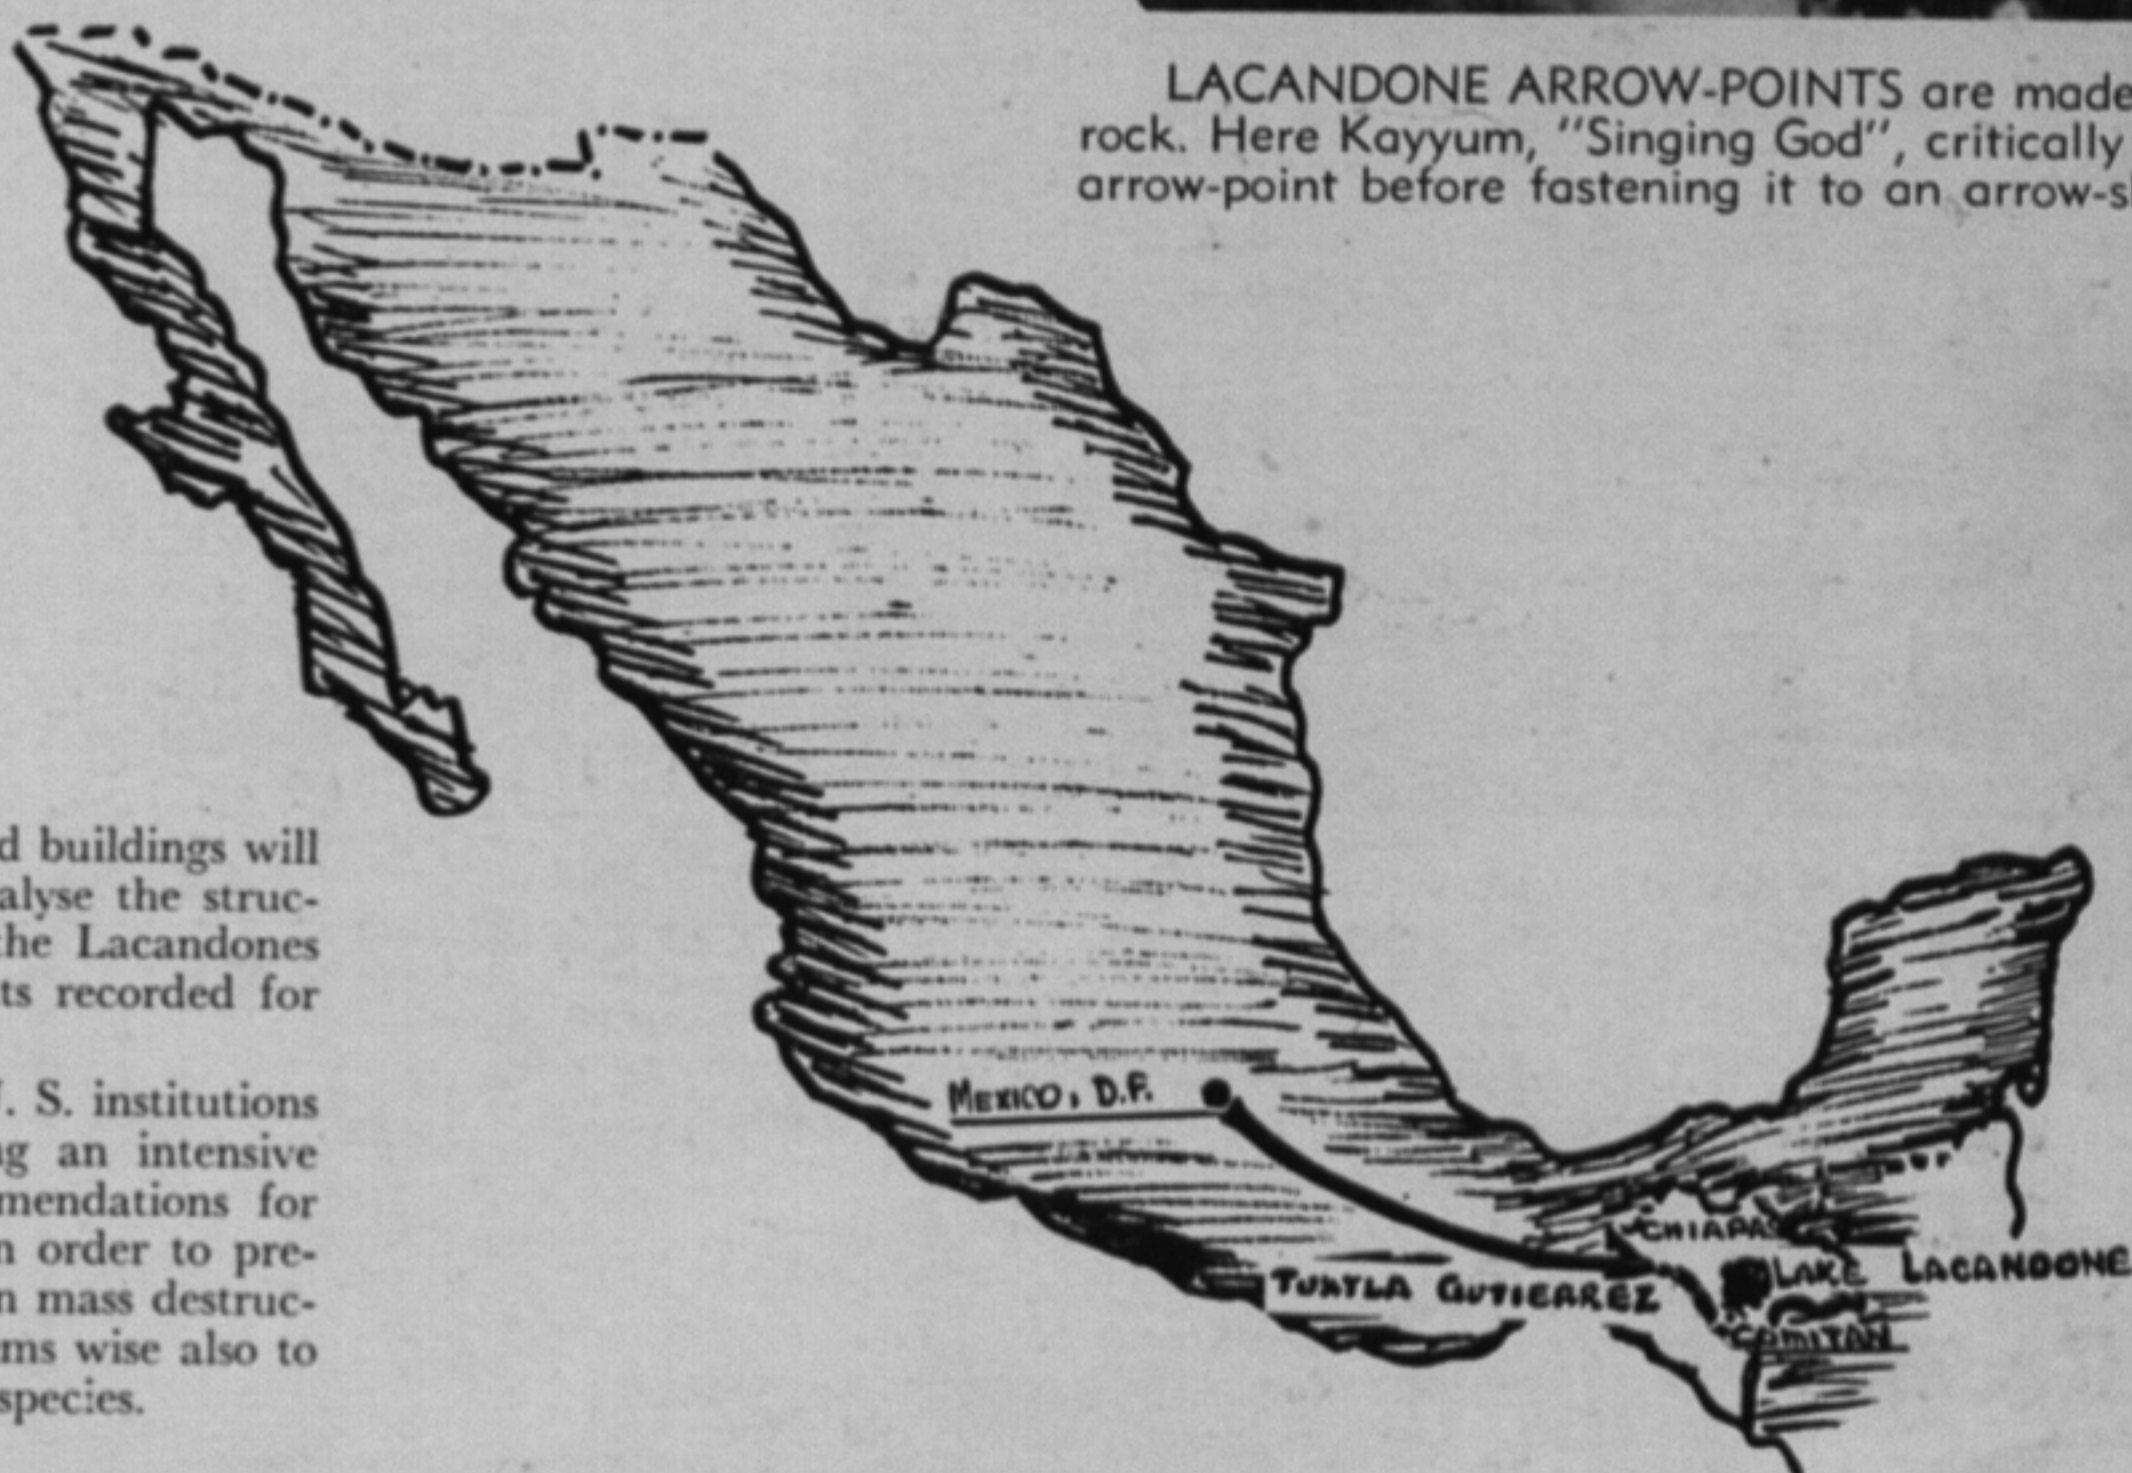 LACANDONE ARROW-POINTS are made
rock. Here Kayyum, "Singing God", critically
arrow-point before fastening it to an arrow-s
d buildings will
alyse the struc-
the Lacandones
ts recorded for
. S. institutions
g an intensive
mendations for
n order to pre-
n mass destruc-
ms wise also to
species.
MEXICO, D.F.
CHIAPAS
TUXTLA GUTIERREZ
LAKE LACANDONE
COMITAN